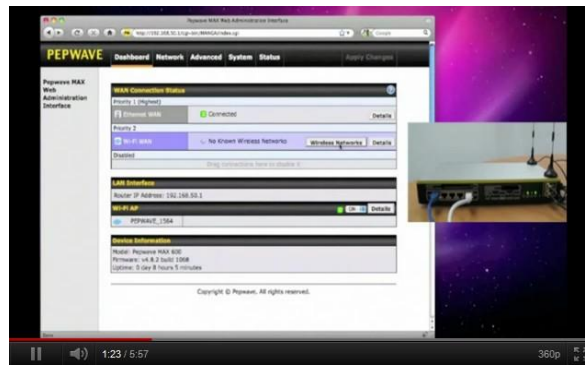 Pepwave MAX Web Administration Interface
Google
PEPWAVE
Dashboard Network Advanced System Status Apply Changes
Pepwave MAX
Web
Administration
Interface
WAN Connection Status
Priority 1 (Highest)
Ethernet WAN Connected Details
Priority 2
Wi-Fi WAN No Known Wireless Networks Wireless Networks Details
Disabled
Drag connections here to disable it
LAN Interface
Router IP Address: 192.168.50.1
Wi-Fi AP ON Details
PEPWAVE_1564
Device Information
Model: Pepwave MAX 600
Firmware: v4.8.2 build 1008
Uptime: 0 day 8 hours 5 minutes
Copyright © Pepwave. All rights reserved.
Done
1:23 / 5:57 360p